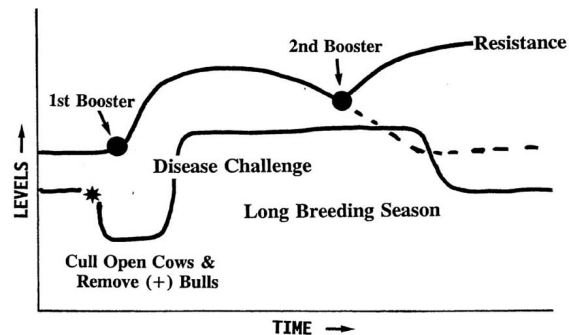 2nd Booster
Resistance
1st Booster
Disease Challenge
Long Breeding Season
Cull Open Cows &
Remove (+) Bulls
LEVELS →
TIME →